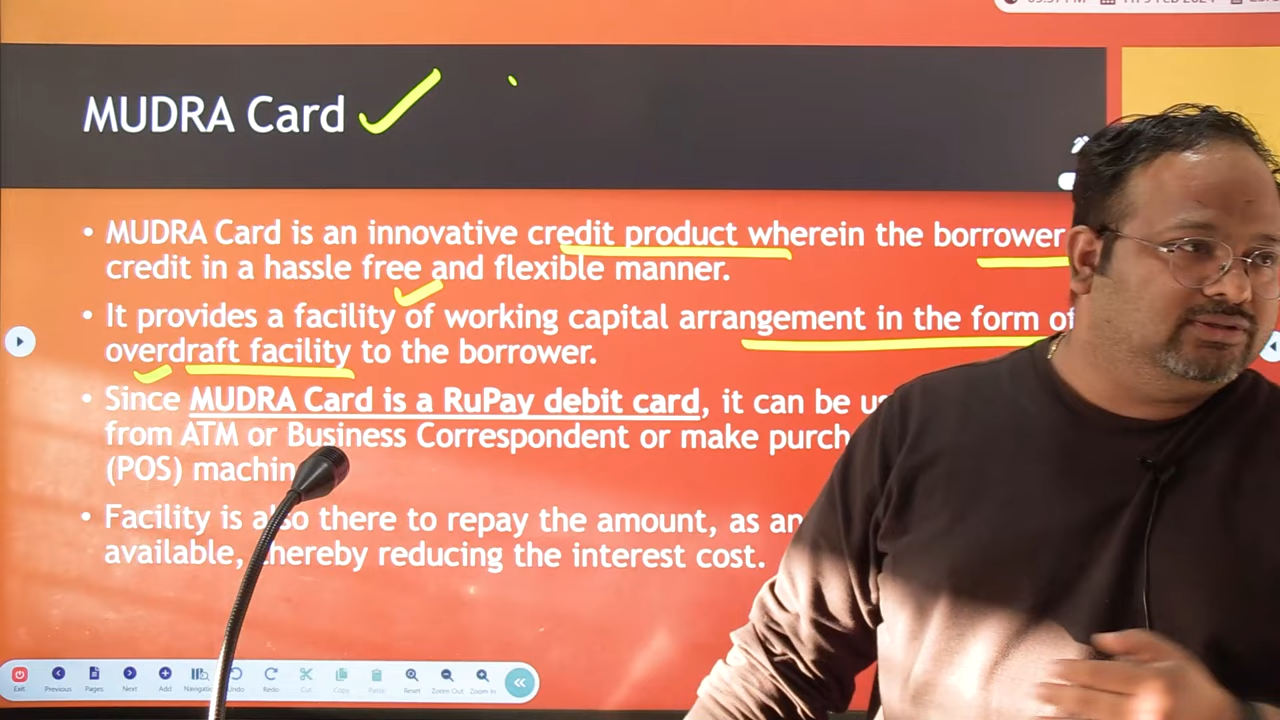 MUDRA Card
• MUDRA Card is an innovative credit product wherein the borrower
credit in a hassle free and flexible manner.
• It provides a facility of working capital arrangement in the form of
overdraft facility to the borrower.
• Since MUDRA Card is a RuPay debit card, it can be
from ATM or Business Correspondent or make
(POS)
• Facility is also there to repay the amount, as
available, thereby reducing the interest cost.
Exit Previous Pages Next Add Undo Redo Cut Copy Paste Reset Zoom Out Zoom In